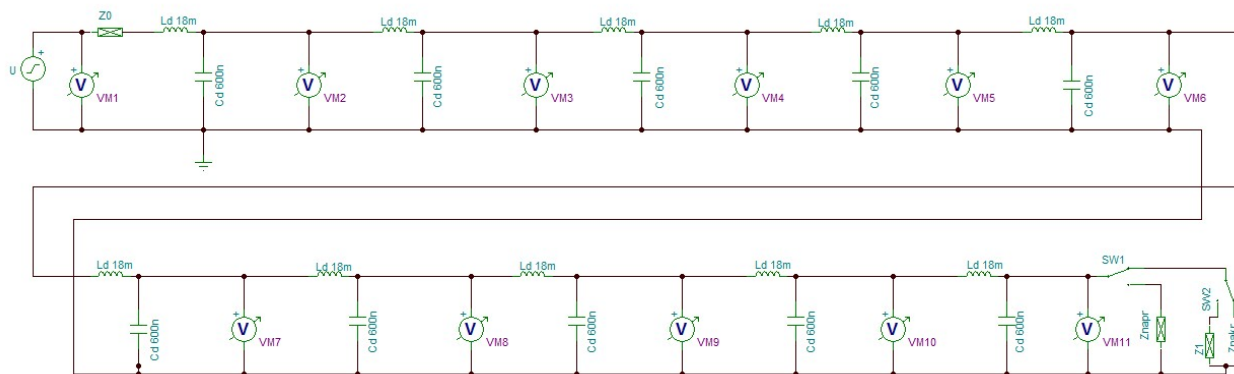 Z0
Ld 18m
Ld 18m
Ld 18m
Ld 18m
Ld 18m
+
U
+
V
VM1
Cd 600n
+
V
VM2
Cd 600n
+
V
VM3
Cd 600n
+
V
VM4
Cd 600n
+
V
VM5
Cd 600n
+
V
VM6
Ld 18m
Ld 18m
Ld 18m
Ld 18m
Ld 18m
SW1
Cd 600n
+
V
VM7
Cd 600n
+
V
VM8
Cd 600n
+
V
VM9
Cd 600n
+
V
VM10
Cd 600n
+
V
VM11
Znapr
SW2
Z1